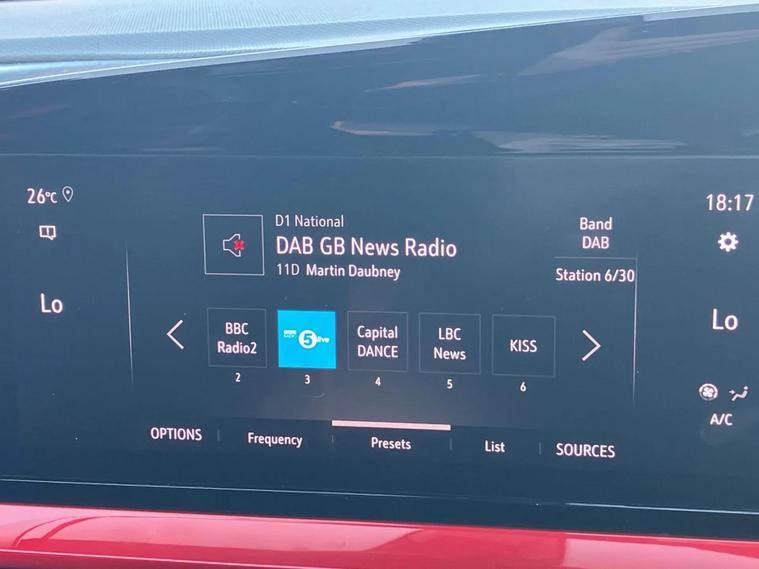 26°C
18:17
D1 National
DAB GB News Radio
11D Martin Daubney
Band
DAB
Station 6/30
Lo
Lo
BBC
Radio2
5 live
Capital
DANCE
LBC
News
KISS
2
3
4
5
6
A/C
OPTIONS
Frequency
Presets
List
SOURCES